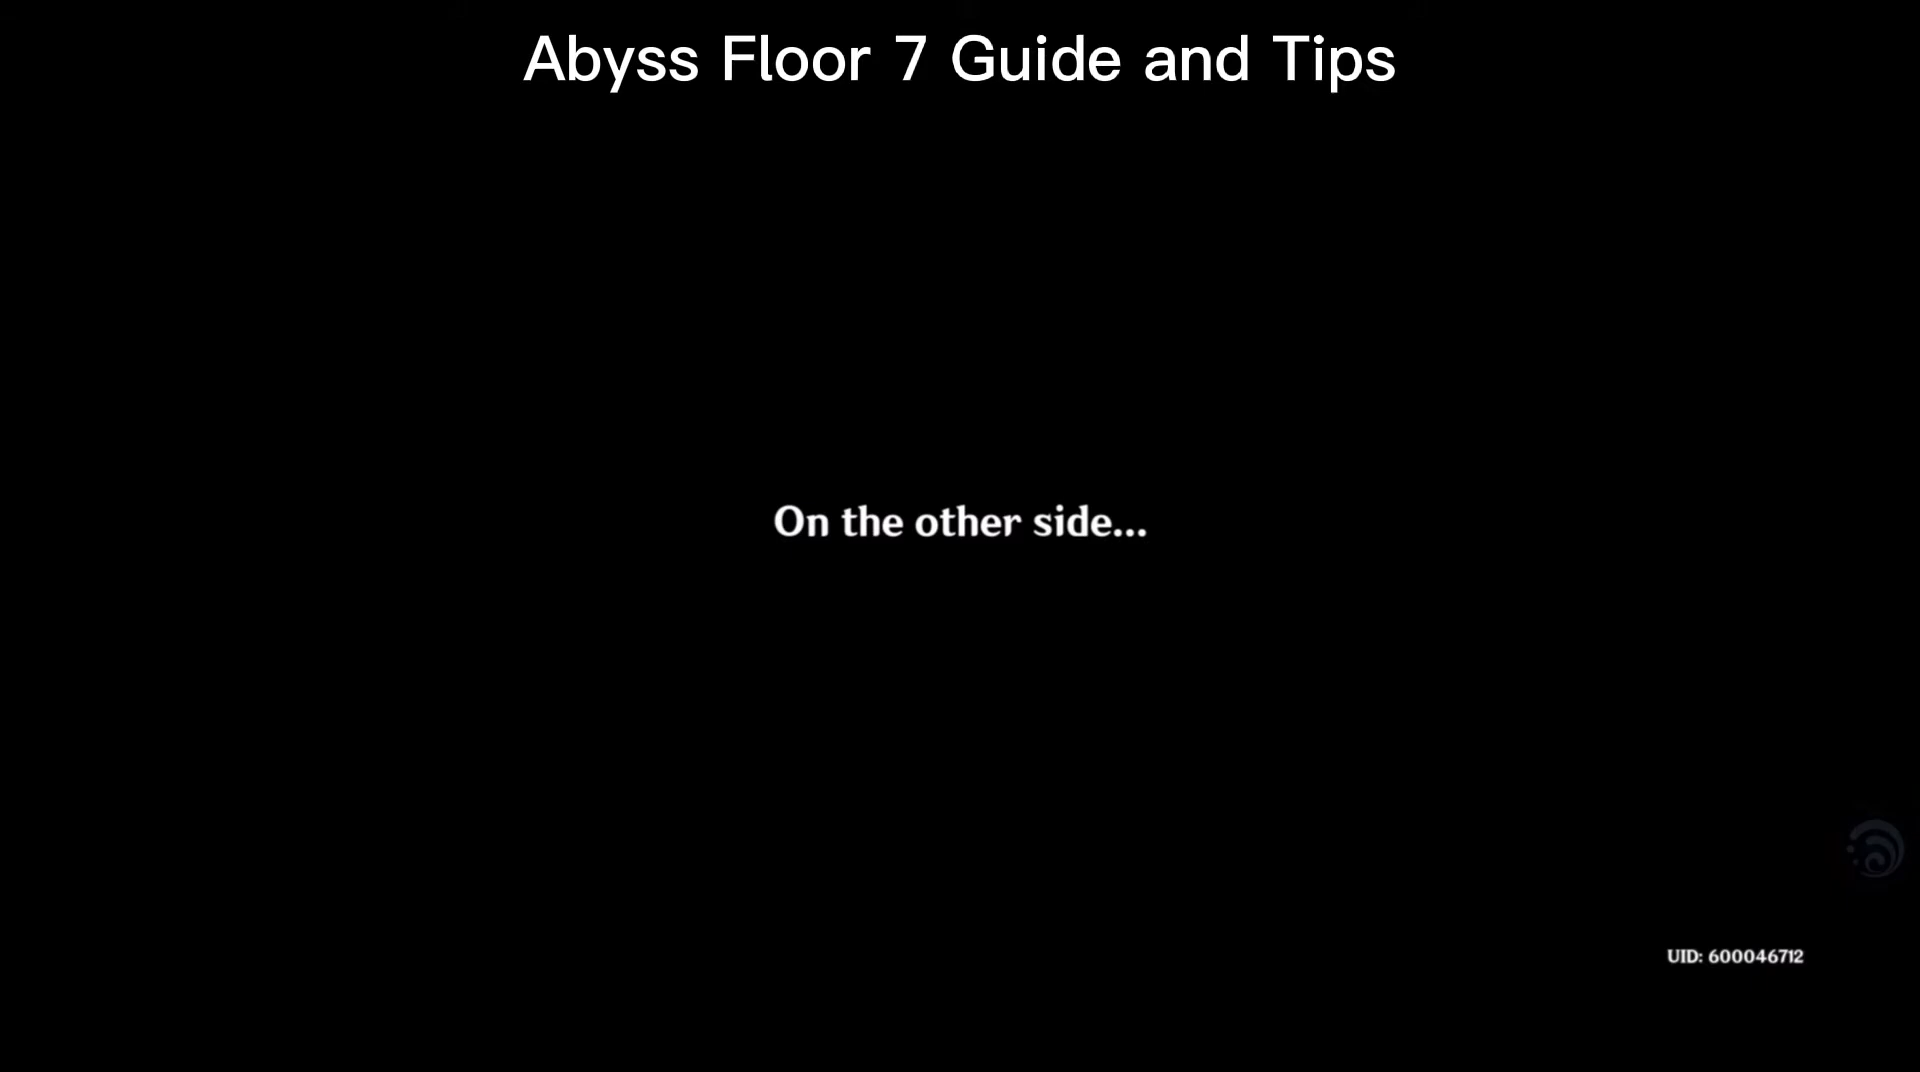 Abyss Floor 7 Guide and Tips
On the other side...
UID: 600046712